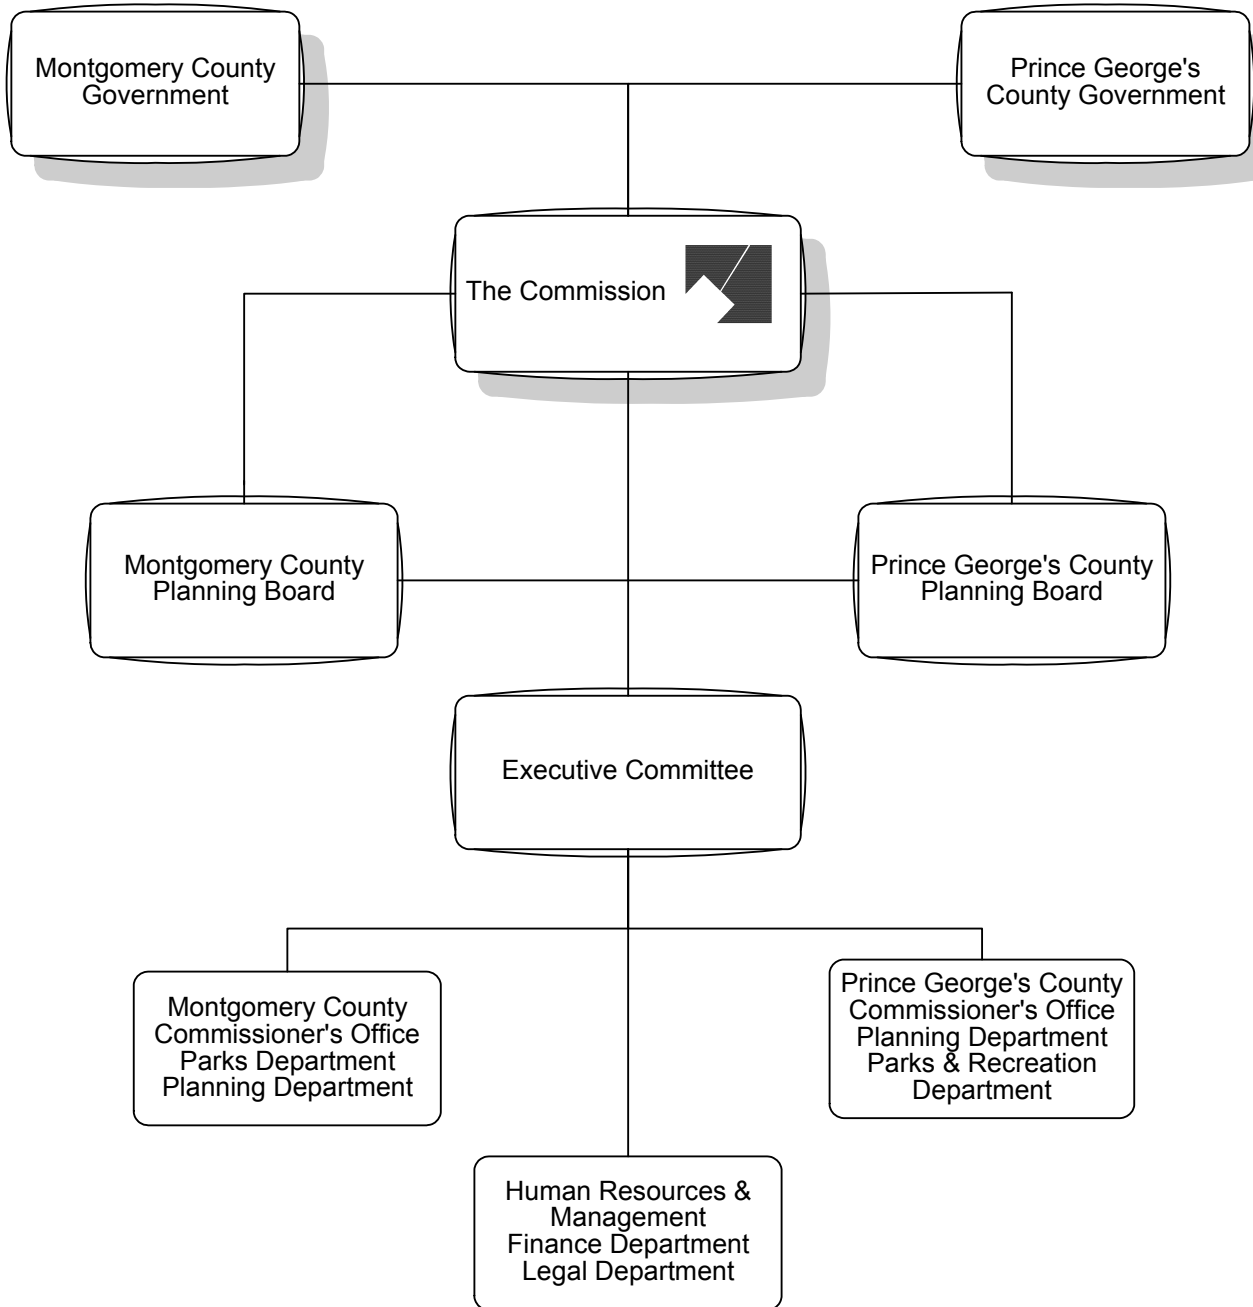 Montgomery County
Government
Prince George's
County Government
The Commission
Montgomery County
Planning Board
Prince George's County
Planning Board
Executive Committee
Montgomery County
Commissioner's Office
Parks Department
Planning Department
Prince George's County
Commissioner's Office
Planning Department
Parks & Recreation
Department
Human Resources &
Management
Finance Department
Legal Department